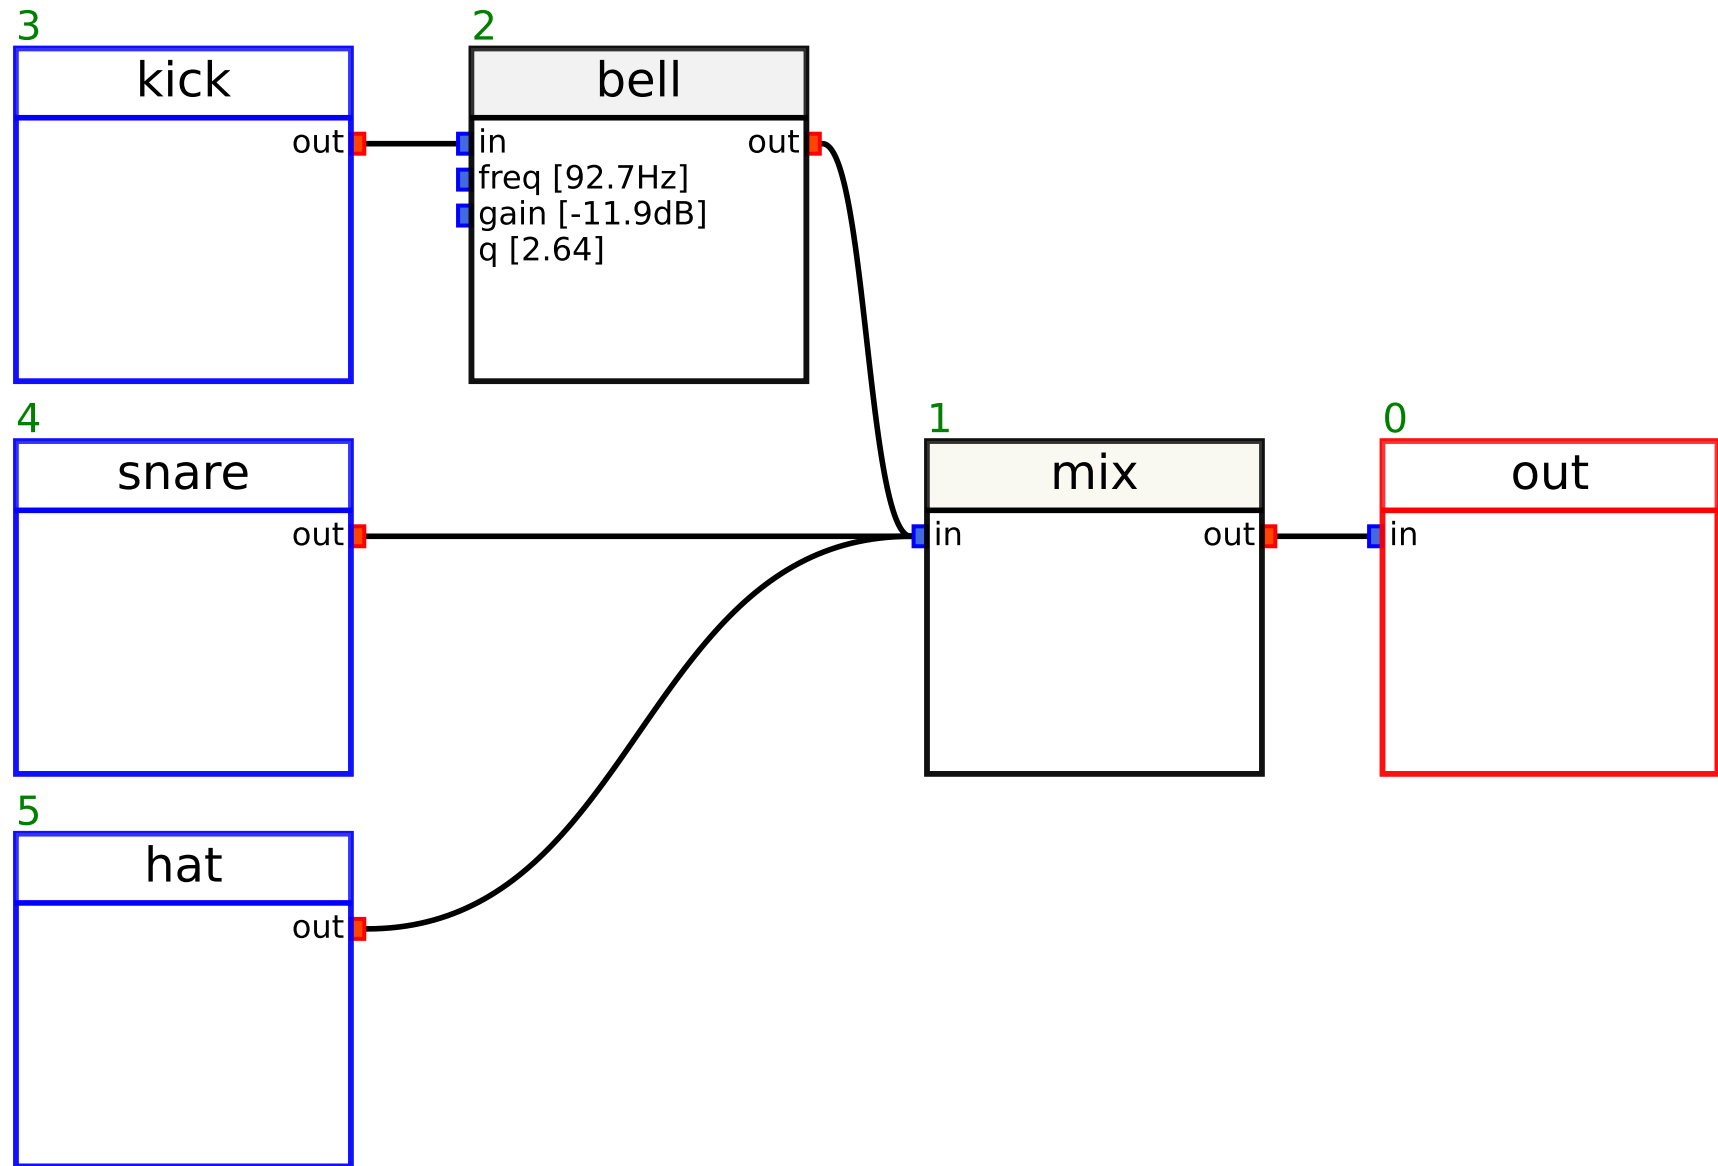 3
kick
out
2
bell
in
out
freq [92.7Hz]
gain [-11.9dB]
q [2.64]
4
snare
out
1
mix
in
out
0
out
in
5
hat
out